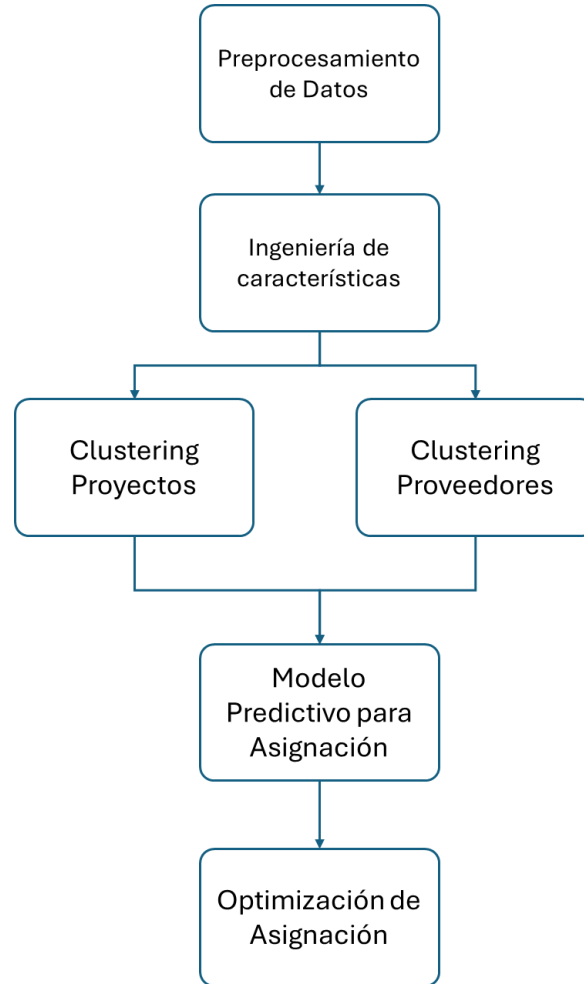 Preprocesamiento
de Datos
Ingeniería de
características
Clustering
Proyectos
Clustering
Proveedores
Modelo
Predictivo para
Asignación
Optimización de
Asignación